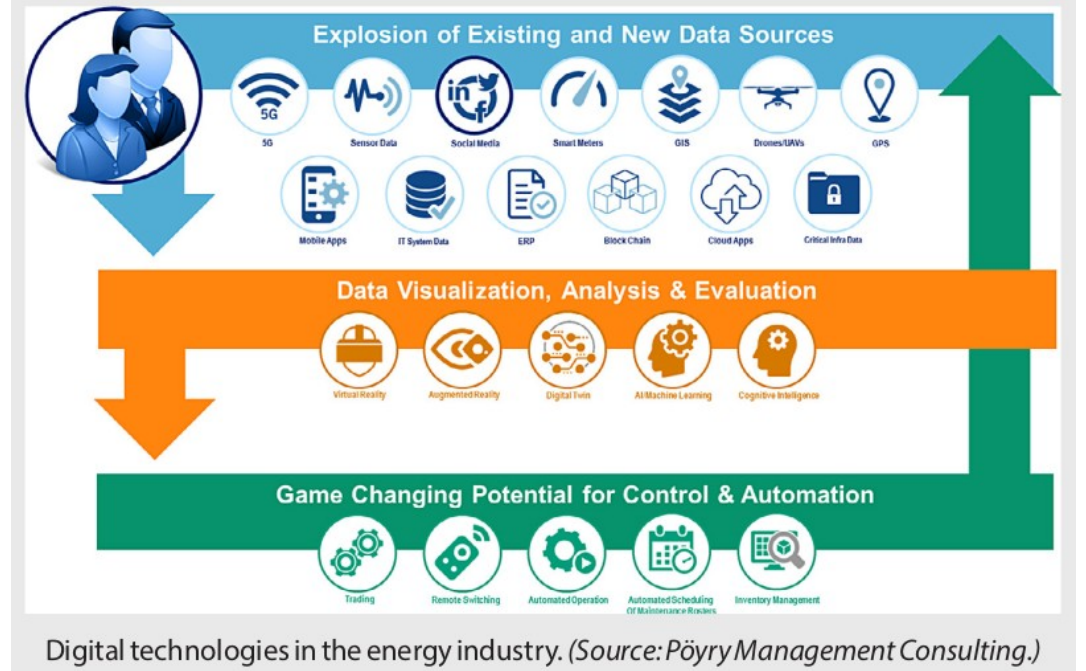 Explosion of Existing and New Data Sources
5G
5G
Sensor Data
in f
Social Media
Smart Meters
GIS
Drones/UAVs
GPS
Mobile Apps
IT System Data
ERP
Block Chain
Cloud Apps
Critical Infra Data
Data Visualization, Analysis & Evaluation
Virtual Reality
Augmented Reality
Digital Twin
AI/Machine Learning
Cognitive Intelligence
Game Changing Potential for Control & Automation
Trading
Remote Switching
Automated Operation
Automated Scheduling
Of Maintenance Rosters
Inventory Management
Digital technologies in the energy industry. (Source: Pöyry Management Consulting.)